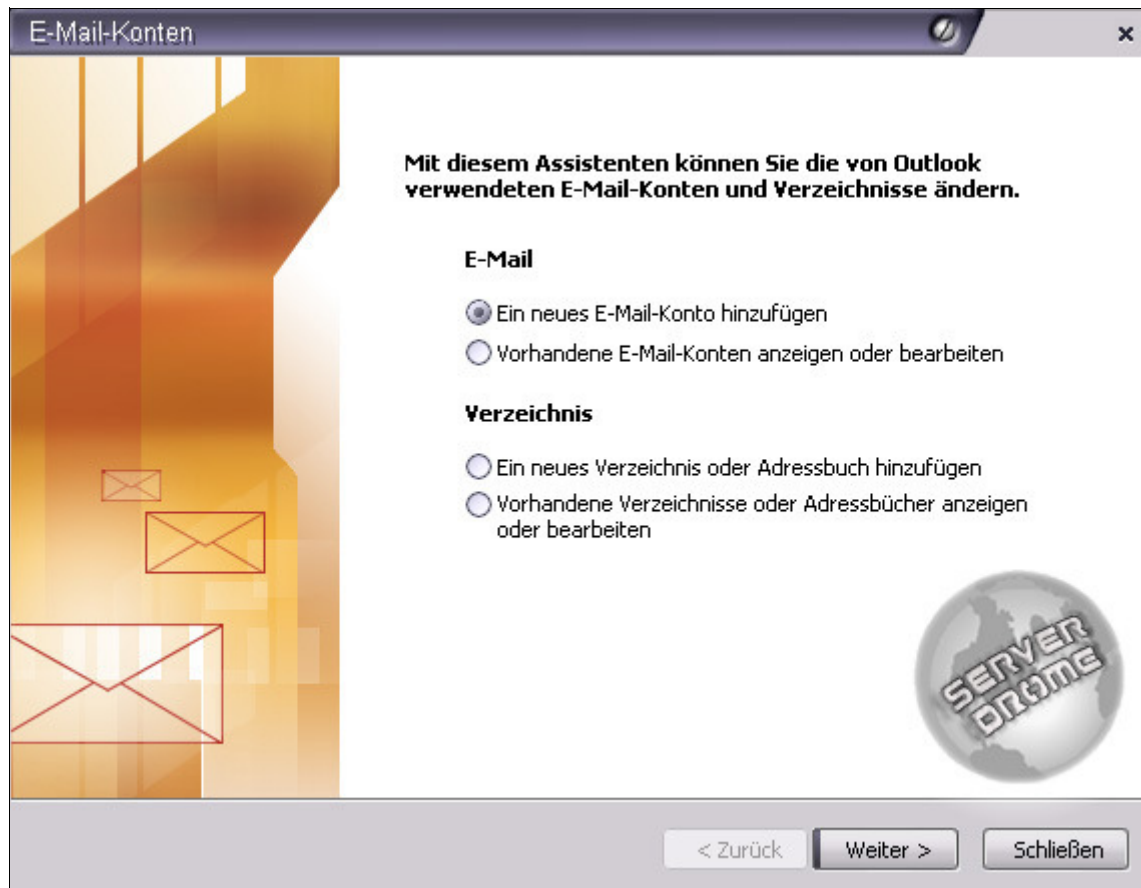 E-Mail-Konten
Mit diesem Assistenten können Sie die von Outlook
verwendeten E-Mail-Konten und Verzeichnisse ändern.
E-Mail
Ein neues E-Mail-Konto hinzufügen
Vorhandene E-Mail-Konten anzeigen oder bearbeiten
Verzeichnis
Ein neues Verzeichnis oder Adressbuch hinzufügen
Vorhandene Verzeichnisse oder Adressbücher anzeigen
oder bearbeiten
SERVER
DROME
< Zurück
Weiter >
Schließen